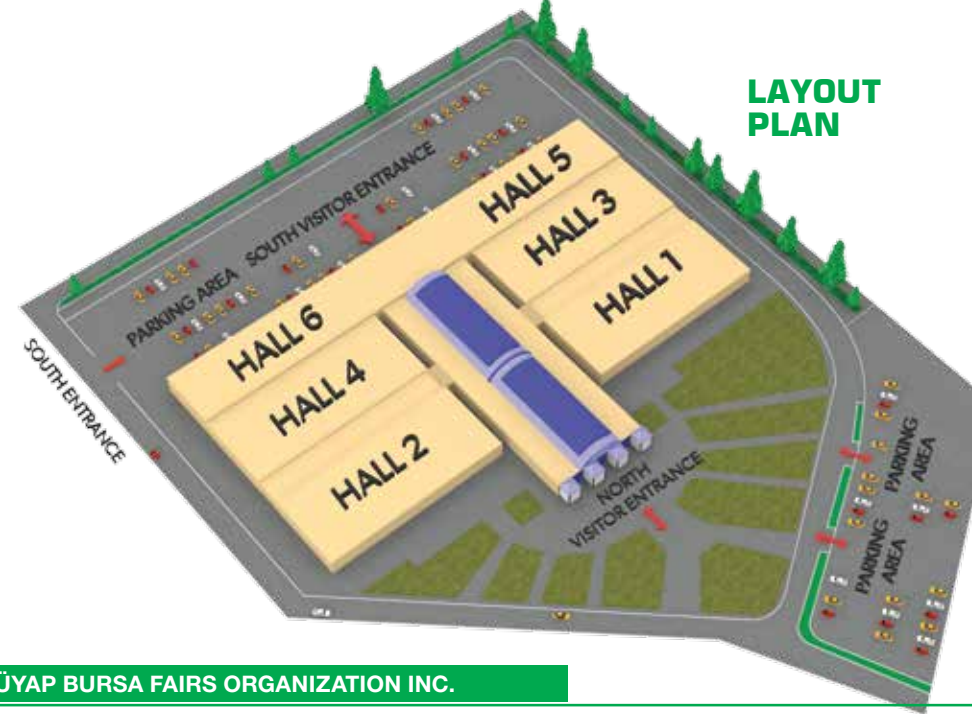 LAYOUT
PLAN
SOUTH VISITOR ENTRANCE
PARKING AREA
SOUTH ENTRANCE
HALL 5
HALL 3
HALL 1
HALL 6
HALL 4
HALL 2
NORTH
VISITOR ENTRANCE
PARKING
AREA
PARKING
AREA
ÜYAP BURSA FAIRS ORGANIZATION INC.